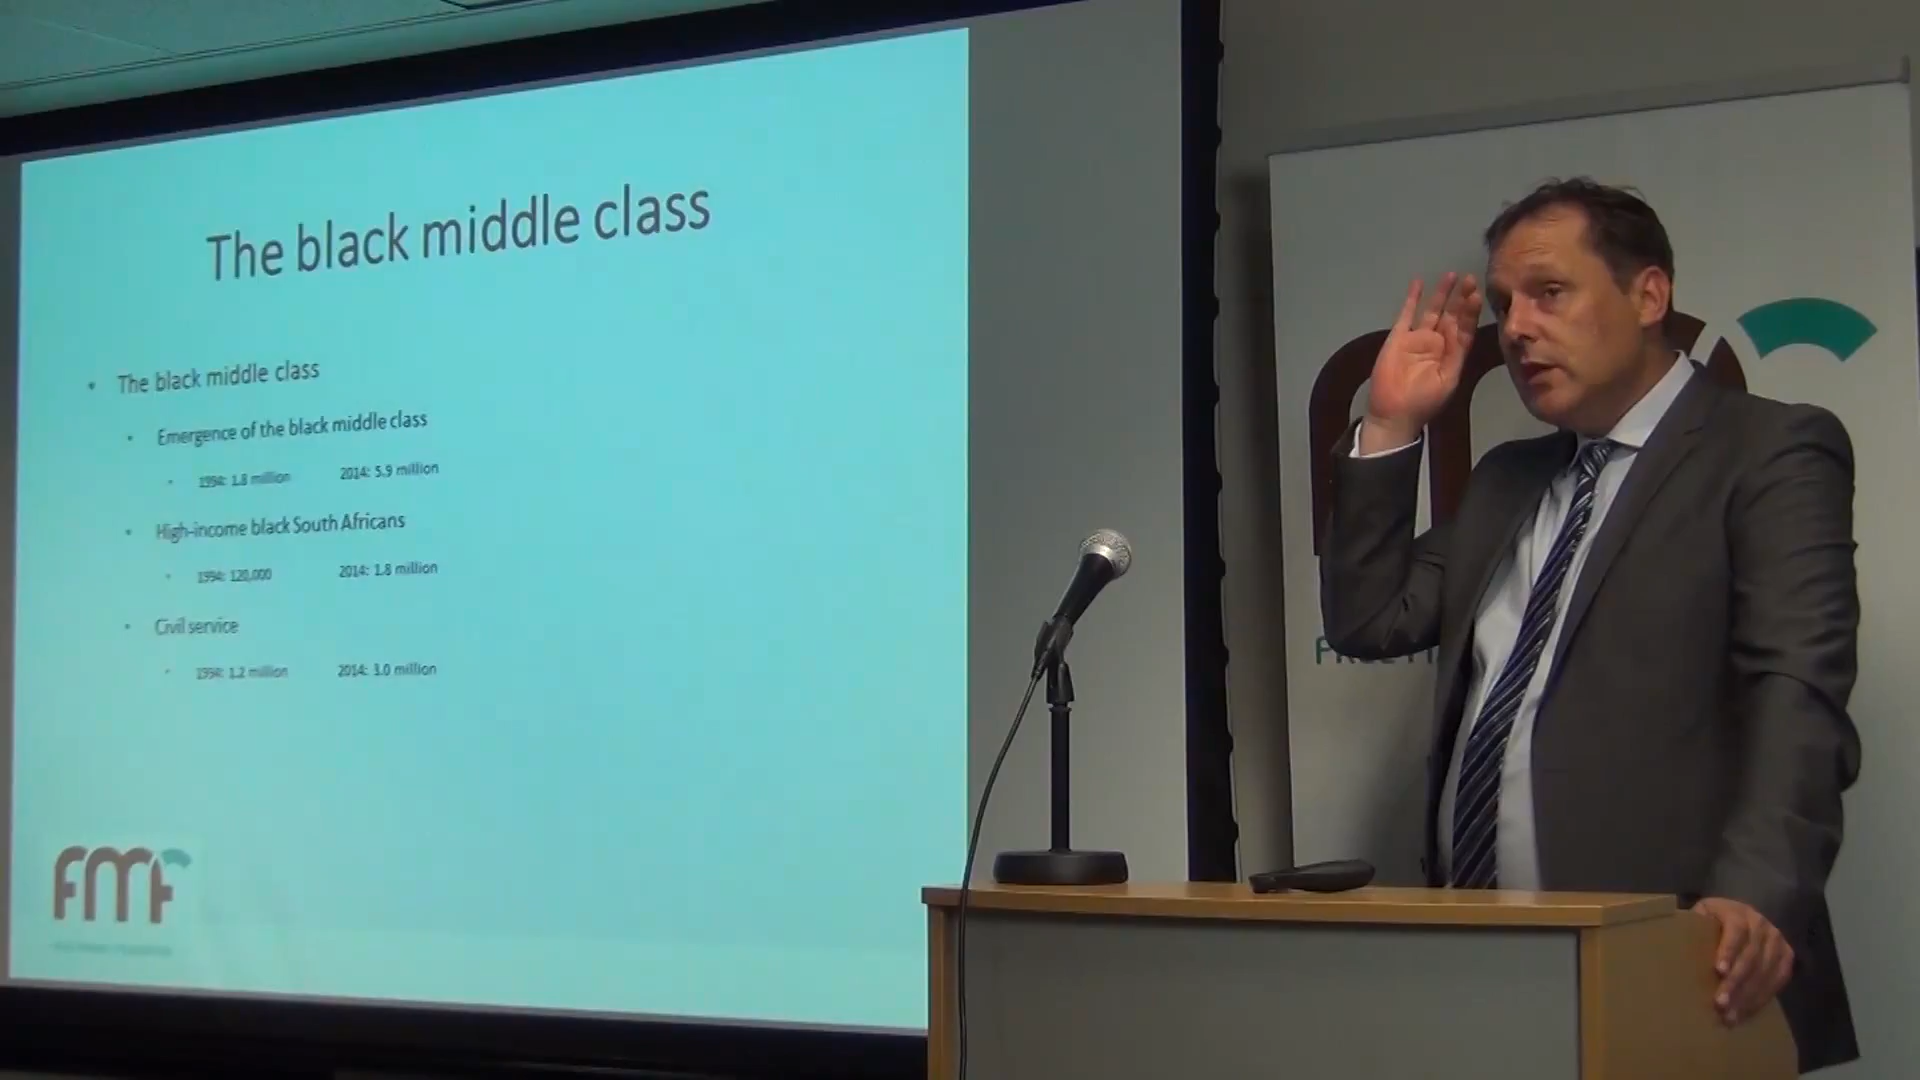 The black middle class
• The black middle class
• Emergence of the black middle class
• 1994: 1.8 million 2014: 5.9 million
• High-income black South Africans
• 1994: 120,000 2014: 1.8 million
• Civil service
• 1994: 1.2 million 2014: 3.0 million
FMF
FREE